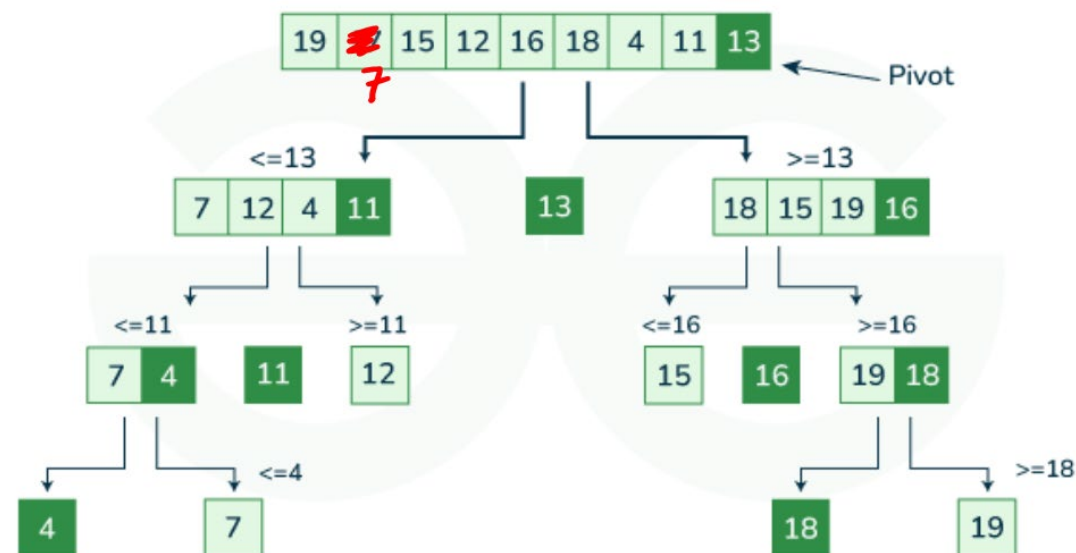 19 15 12 16 18 4 11 13
7
Pivot
<=13 >=13
7 12 4 11 13 18 15 19 16
<=11 >=11 <=16 >=16
7 4 11 12 15 16 19 18
<=4 >=18
4 7 18 19